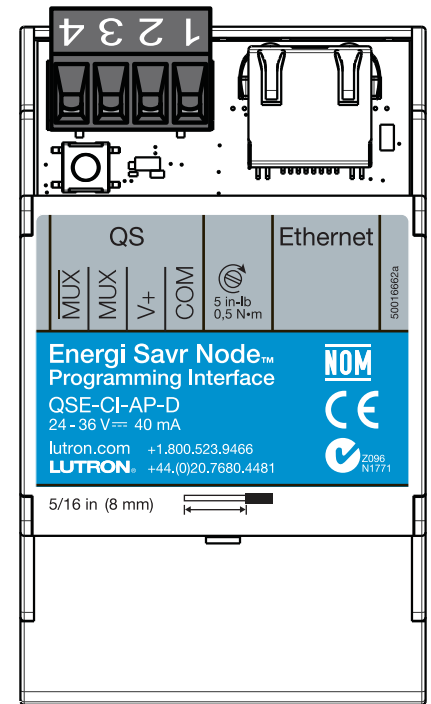 4 3 2 1
QS
Ethernet
MUX
MUX
V+
COM
5 in-lb
0,5 N•m
50016662a
Energi Savr Node™
Programming Interface
QSE-CI-AP-D
24 - 36 V⎓ 40 mA
lutron.com +1.800.523.9466
LUTRON® +44.(0)20.7680.4481
NOM
CE
Z096
N1771
5/16 in (8 mm)